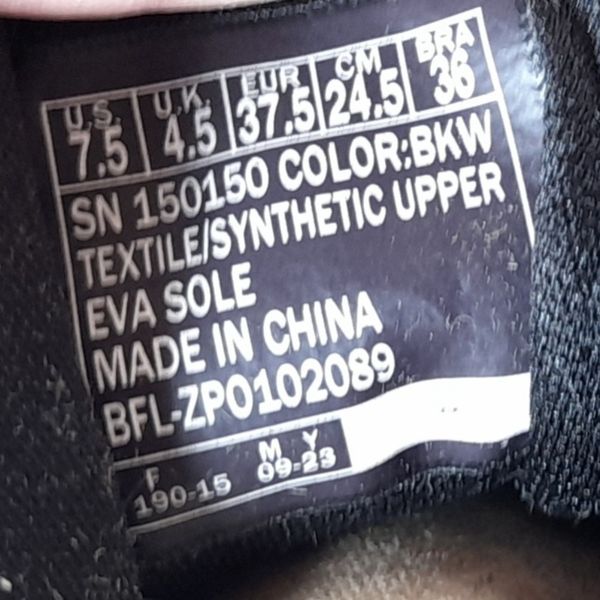 U.S. U.K. EUR CM BRA
7.5 4.5 37.5 24.5 36
SN 150150 COLOR:BKW
TEXTILE/SYNTHETIC UPPER
EVA SOLE
MADE IN CHINA
BFL-ZP0102089
F M Y
190-15 09-23